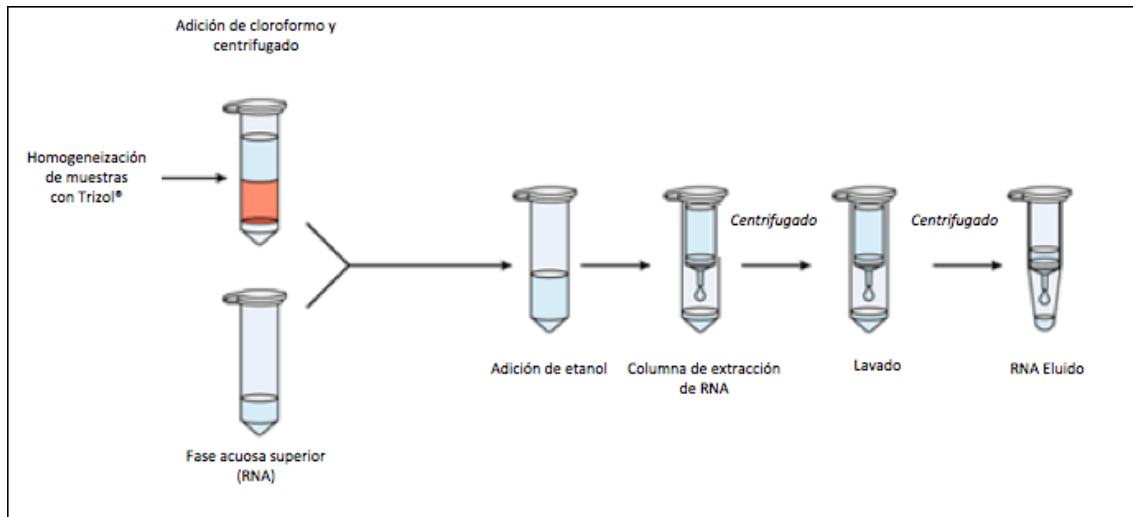 Adición de cloroformo y
centrifugado
Homogeneización
de muestras
con Trizol®
Fase acuosa superior
(RNA)
Adición de etanol
Columna de extracción
de RNA
Centrifugado
Lavado
Centrifugado
RNA Eluido